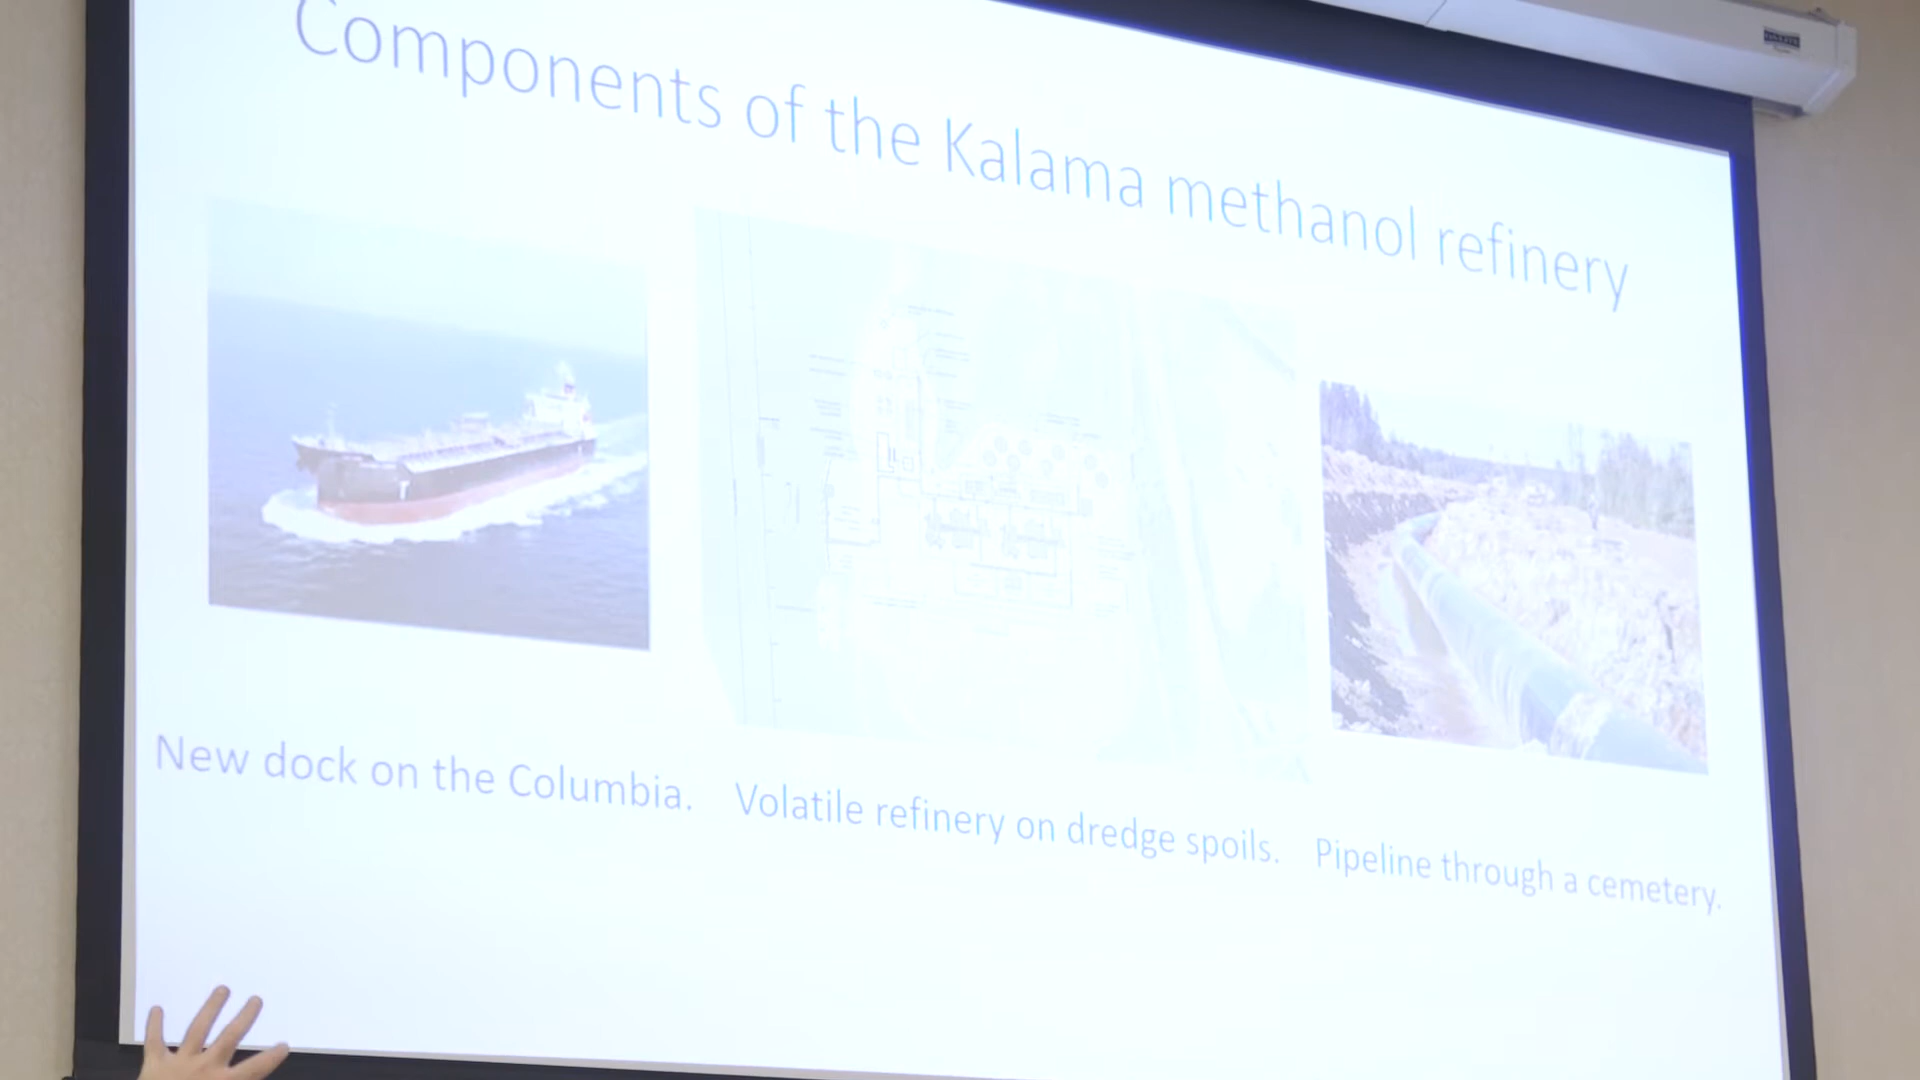 Components of the Kalama methanol refinery
New dock on the Columbia.
Volatile refinery on dredge spoils.
Pipeline through a cemetery.